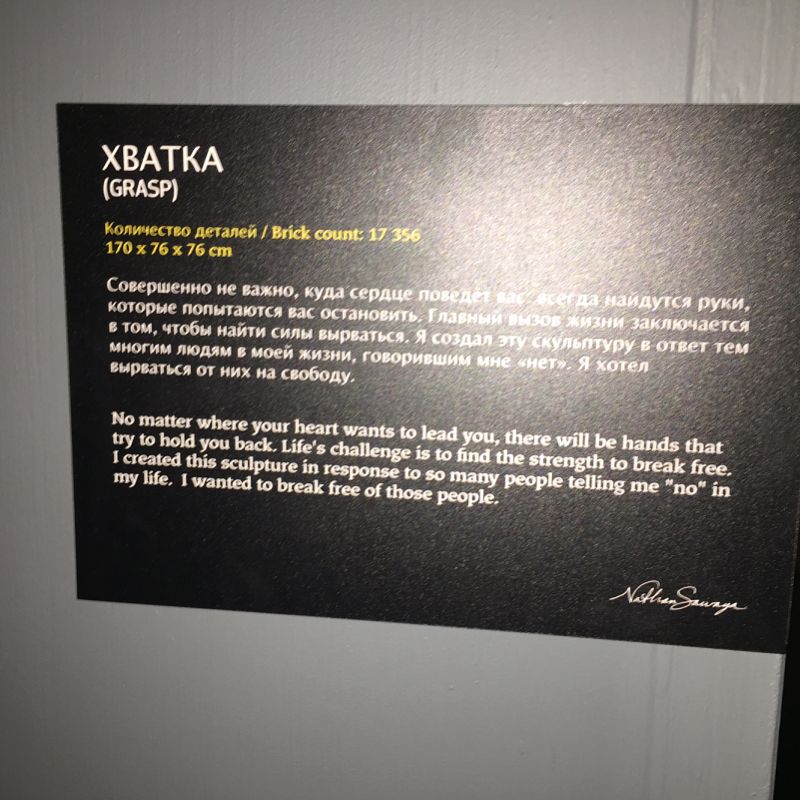 ХВАТКА
(GRASP)
Количество деталей / Brick count: 17 356
170 x 76 x 76 cm
Совершенно не важно, куда сердце поведет вас всегда найдутся руки,
которые попытаются вас остановить. Главный вызов жизни заключается
в том, чтобы найти силы вырваться. Я создал эту скульптуру в ответ тем
многим людям в моей жизни, говорившим мне «нет». Я хотел
вырваться от них на свободу.
No matter where your heart wants to lead you, there will be hands that
try to hold you back. Life's challenge is to find the strength to break free.
I created this sculpture in response to so many people telling me "no" in
my life. I wanted to break free of those people.
Nathan Sawaya